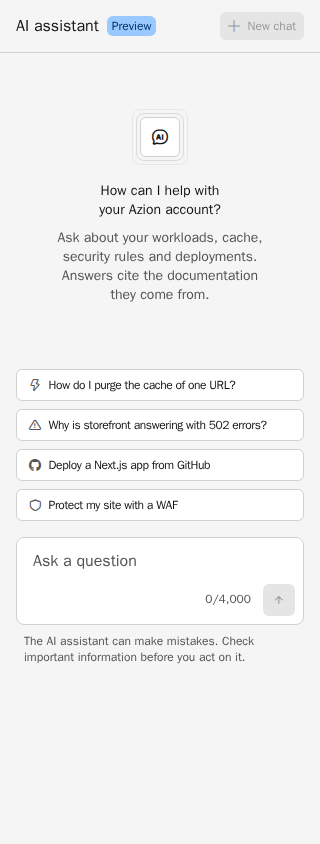 AI assistant
Preview
New chat
AI
How can I help with
your Azion account?
Ask about your workloads, cache,
security rules and deployments.
Answers cite the documentation
they come from.
How do I purge the cache of one URL?
Why is storefront answering with 502 errors?
Deploy a Next.js app from GitHub
Protect my site with a WAF
Ask a question
0/4,000
The AI assistant can make mistakes. Check
important information before you act on it.